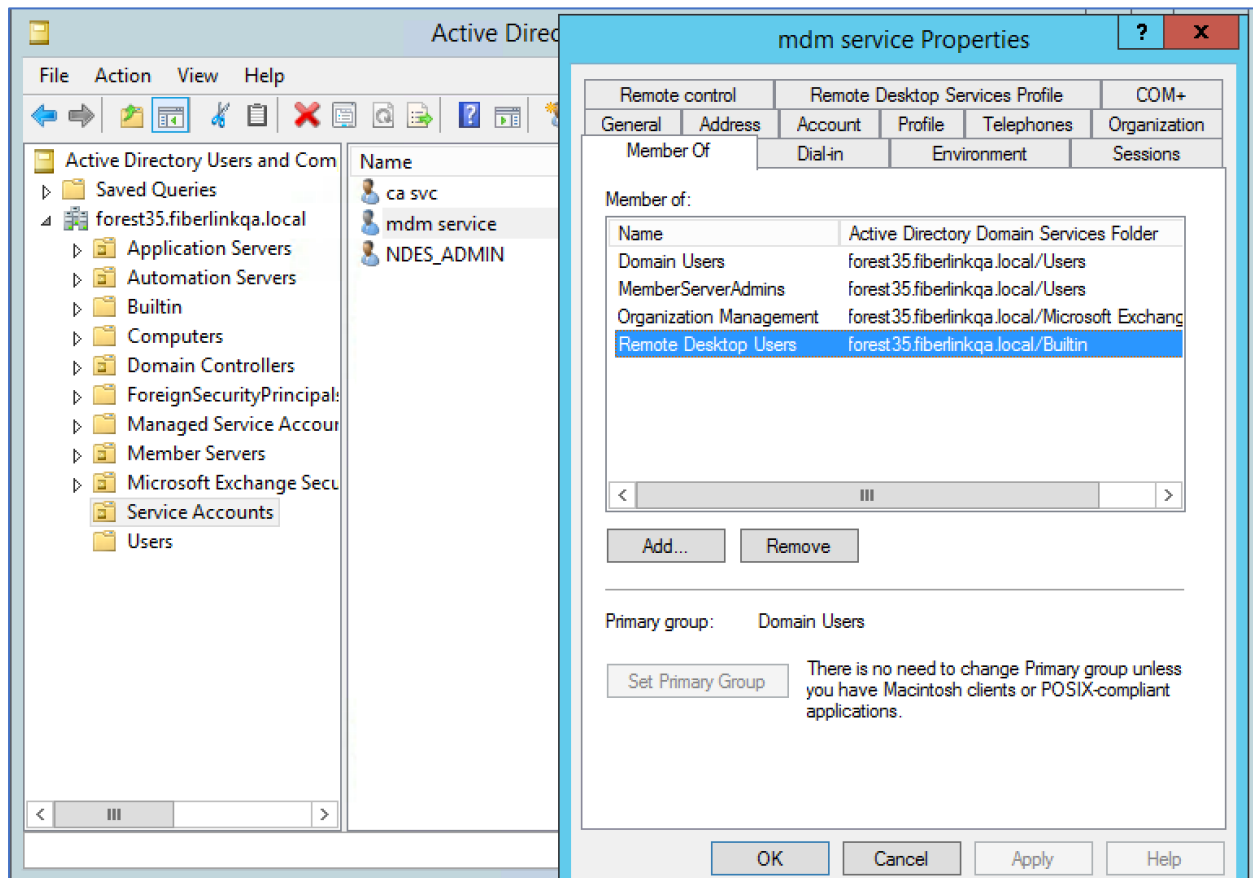 Active Direc
File Action View Help
Active Directory Users and Com
Saved Queries
forest35.fiberlinkqa.local
Application Servers
Automation Servers
Builtin
Computers
Domain Controllers
ForeignSecurityPrincipals
Managed Service Accour
Member Servers
Microsoft Exchange Secu
Service Accounts
Users
Name
ca svc
mdm service
NDES_ADMIN
mdm service Properties
? x
Remote control Remote Desktop Services Profile COM+
General Address Account Profile Telephones Organization
Member Of Dial-in Environment Sessions
Member of:
Name Active Directory Domain Services Folder
Domain Users forest35.fiberlinkqa.local/Users
MemberServerAdmins forest35.fiberlinkqa.local/Users
Organization Management forest35.fiberlinkqa.local/Microsoft Exchang
Remote Desktop Users forest35.fiberlinkqa.local/Builtin
Add... Remove
Primary group: Domain Users
Set Primary Group
There is no need to change Primary group unless
you have Macintosh clients or POSIX-compliant
applications.
OK Cancel Apply Help